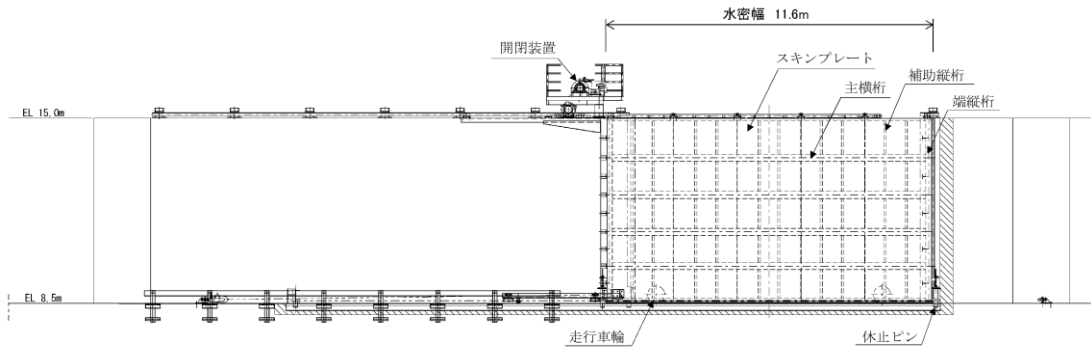 水密幅 11.6m
開閉装置
スキンプレート
補助縦桁
主横桁
端縦桁
EL 15.0m
EL 8.5m
走行車輪
休止ピン